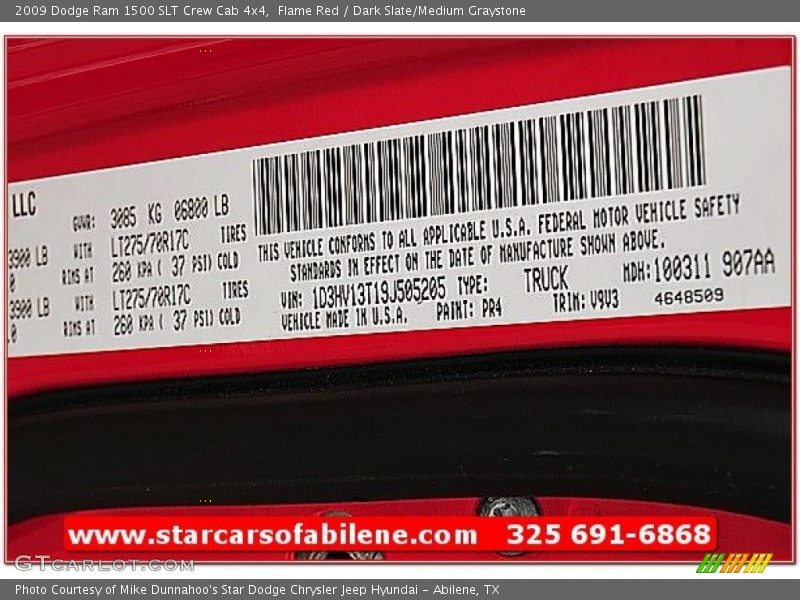 2009 Dodge Ram 1500 SLT Crew Cab 4x4, Flame Red / Dark Slate/Medium Graystone
LLC
GVWR: 3085 KG 06800 LB
3900 LB WITH LT275/70R17C TIRES
RIMS AT 260 KPA ( 37 PSI) COLD
3900 LB WITH LT275/70R17C TIRES
RIMS AT 260 KPA ( 37 PSI) COLD
THIS VEHICLE CONFORMS TO ALL APPLICABLE U.S.A. FEDERAL MOTOR VEHICLE SAFETY
STANDARDS IN EFFECT ON THE DATE OF MANUFACTURE SHOWN ABOVE.
VIN: 1D3HV13T19J505205 TYPE: TRUCK MDH: 100311 907AA
VEHICLE MADE IN U.S.A. PAINT: PR4 TRIM: V9V3 4648509
www.starcarsofabilene.com 325 691-6868
GTCarLot.com
Photo Courtesy of Mike Dunnahoo's Star Dodge Chrysler Jeep Hyundai - Abilene, TX